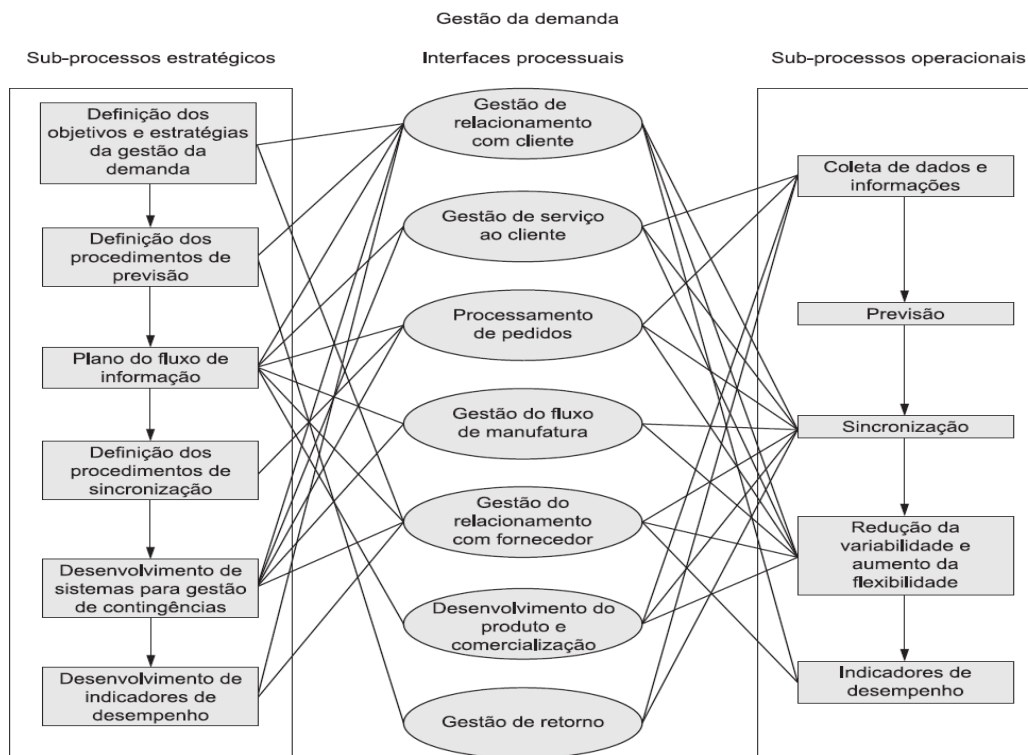 Gestão da demanda
Sub-processos estratégicos
Interfaces processuais
Sub-processos operacionais
Definição dos
objetivos e estratégias
da gestão da
demanda
Definição dos
procedimentos de
previsão
Plano do fluxo de
informação
Definição dos
procedimentos de
sincronização
Desenvolvimento de
sistemas para gestão
de contingências
Desenvolvimento de
indicadores de
desempenho
Gestão de
relacionamento
com cliente
Gestão de serviço
ao cliente
Processamento
de pedidos
Gestão do fluxo
de manufatura
Gestão do
relacionamento
com fornecedor
Desenvolvimento do
produto e
comercialização
Gestão de retorno
Coleta de dados e
informações
Previsão
Sincronização
Redução da
variabilidade e
aumento da
flexibilidade
Indicadores de
desempenho